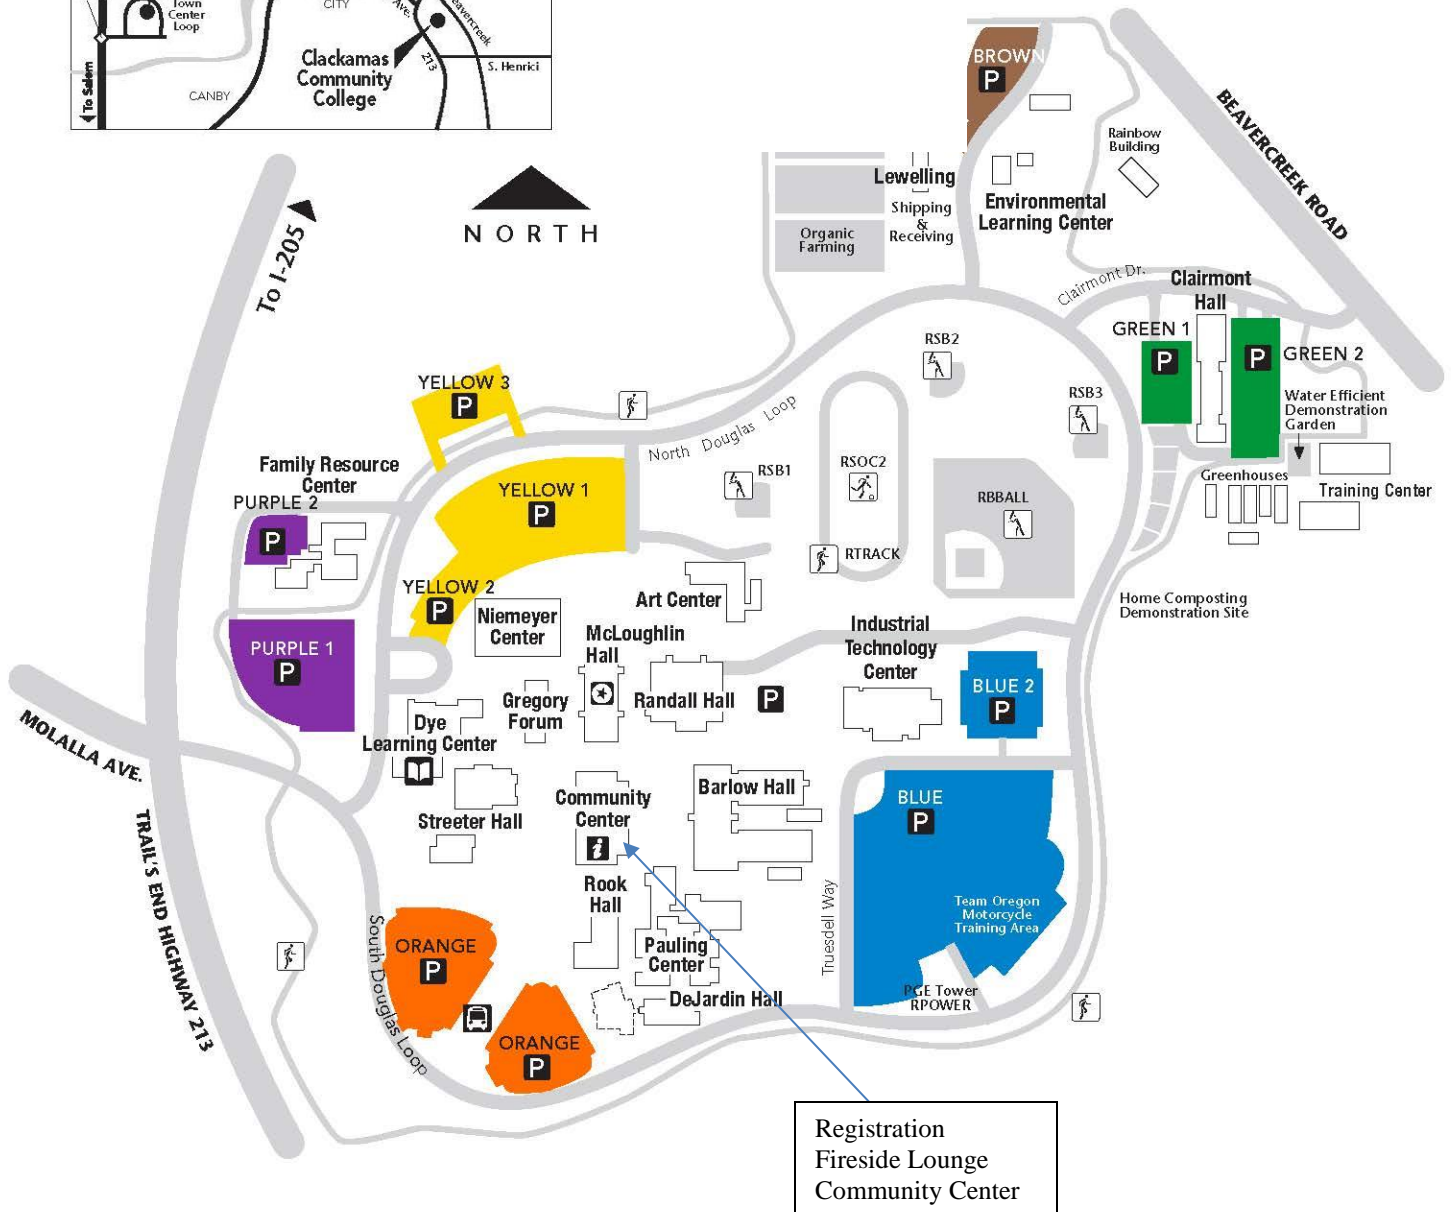 Town
Center
Loop
CITY
Ave.
Beavercreek
Clackamas
Community
College
213
S. Henrici
To Salem
CANBY
BROWN
P
BEAVERCREEK ROAD
Rainbow
Building
NORTH
To I-205
Lewelling
Shipping
&
Receiving
Environmental
Learning Center
Organic
Farming
Clairmont Dr.
Clairmont
Hall
GREEN 1
P
P
GREEN 2
RSB2
RSB3
Water Efficient
Demonstration
Garden
YELLOW 3
P
North Douglas Loop
Family Resource
Center
PURPLE 2
P
YELLOW 1
P
RSB1
RSOC2
RBBALL
Greenhouses
Training Center
RTRACK
YELLOW 2
P
Niemeyer
Center
Art Center
McLoughlin
Hall
Industrial
Technology
Center
Home Composting
Demonstration Site
PURPLE 1
P
Gregory
Forum
Randall Hall
P
BLUE 2
P
MOLALLA AVE.
Dye
Learning Center
Streeter Hall
Community
Center
i
Barlow Hall
BLUE
P
TRAIL'S END HIGHWAY 213
Rook
Hall
Truesdell Way
Team Oregon
Motorcycle
Training Area
South Douglas Loop
ORANGE
P
Pauling
Center
PGE Tower
RPOWER
DeJardin Hall
ORANGE
P
Registration
Fireside Lounge
Community Center